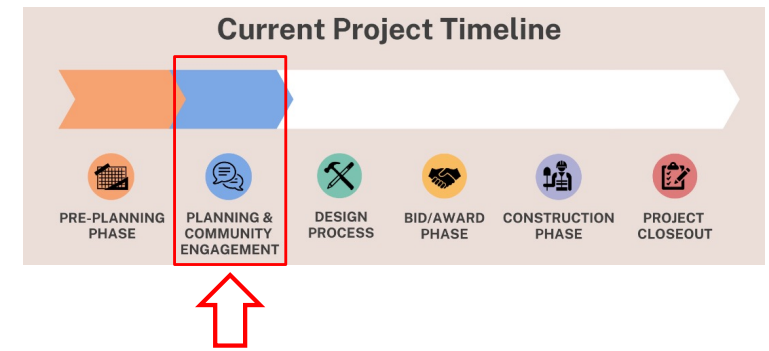 Current Project Timeline
PRE-PLANNING
PHASE
PLANNING &
COMMUNITY
ENGAGEMENT
DESIGN
PROCESS
BID/AWARD
PHASE
CONSTRUCTION
PHASE
PROJECT
CLOSEOUT